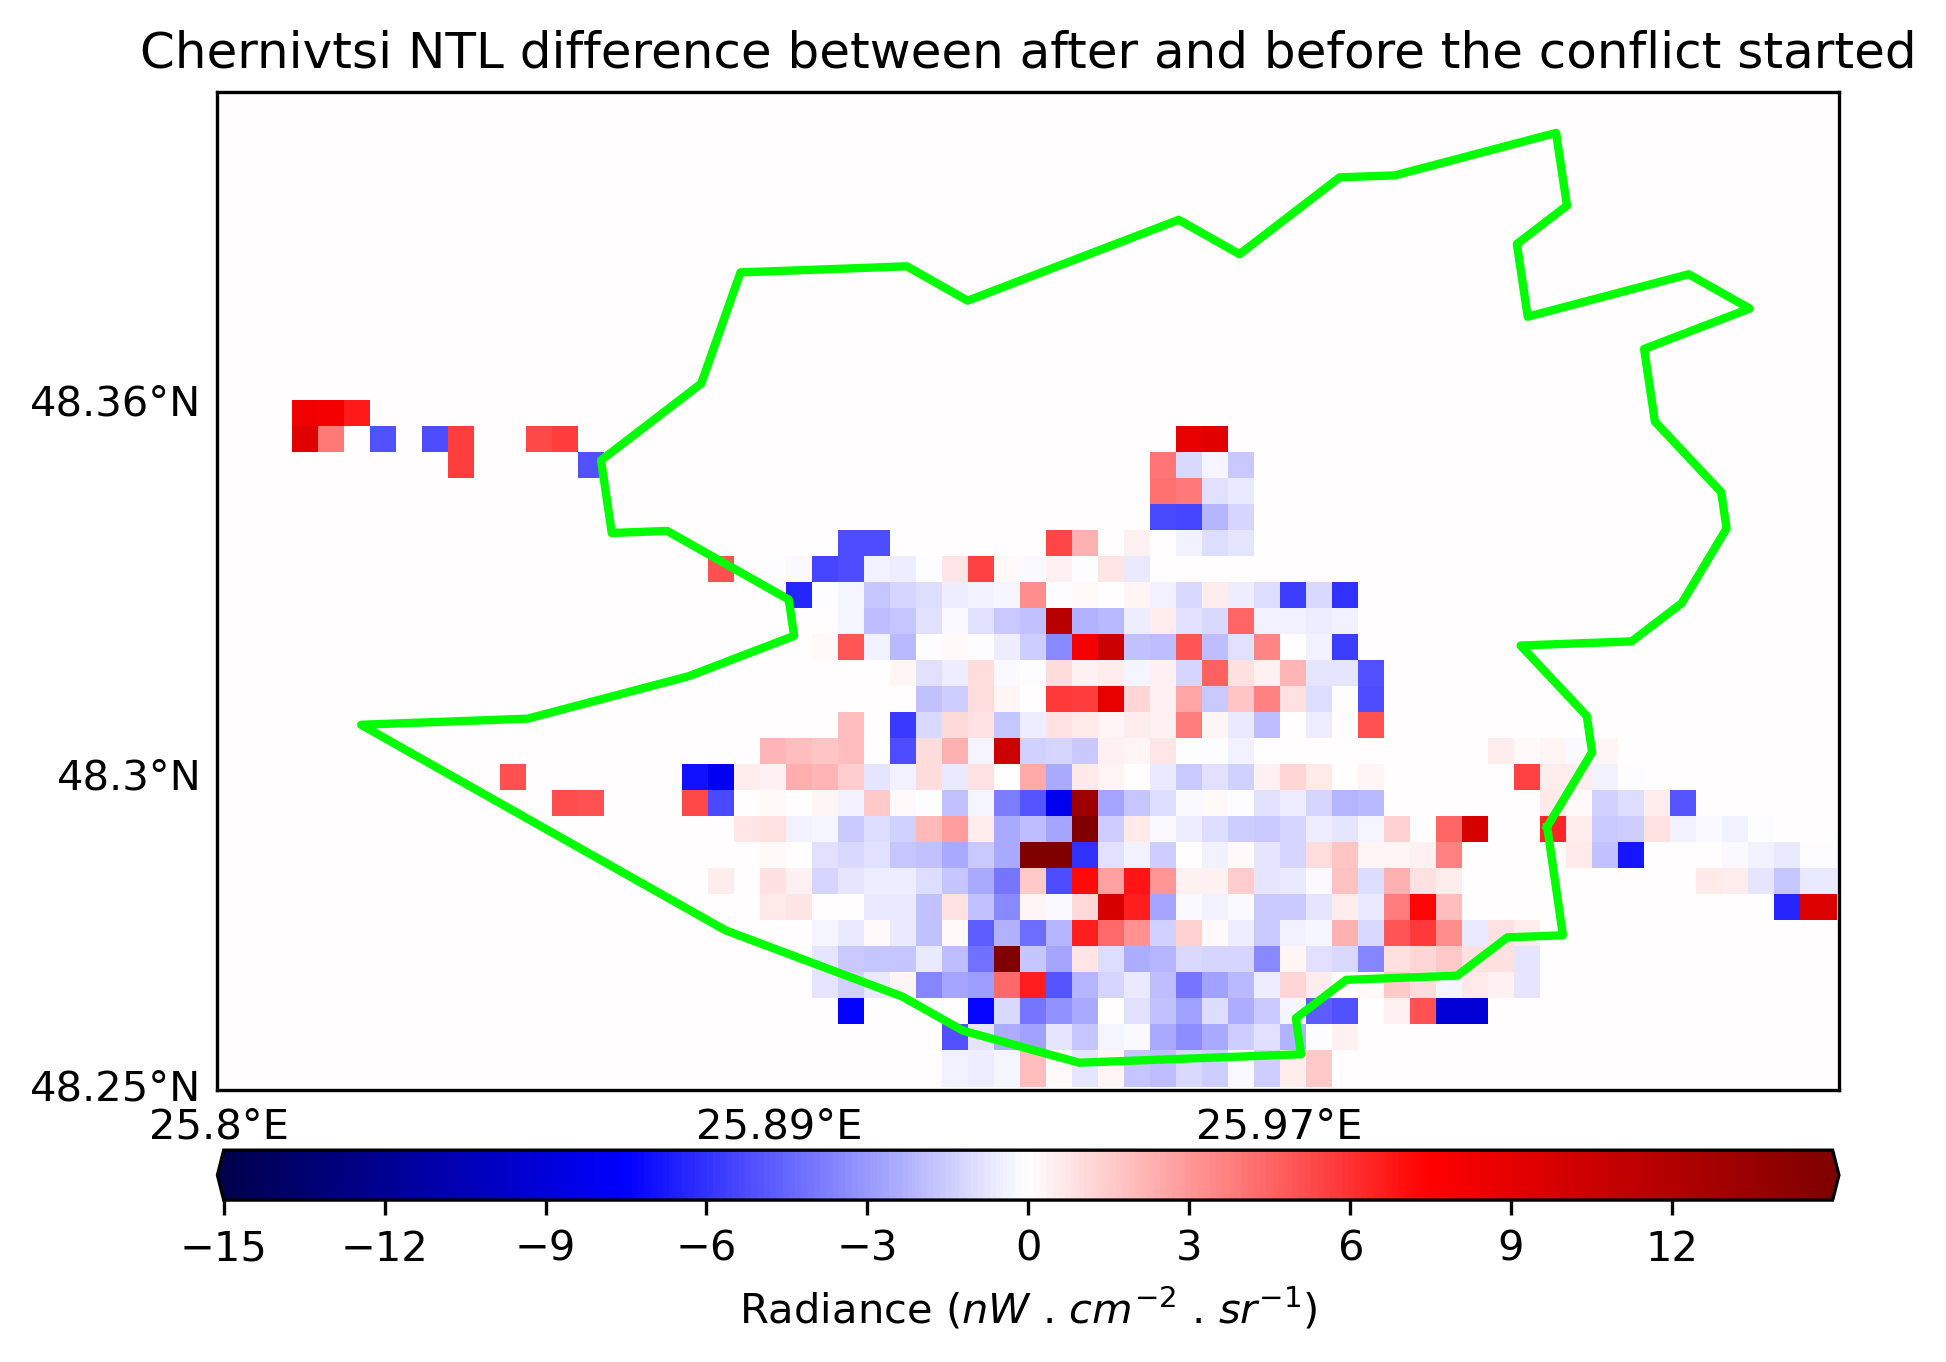 Chernivtsi NTL difference between after and before the conflict started
48.36°N
48.3°N
48.25°N
25.8°E 25.89°E 25.97°E
−15 −12 −9 −6 −3 0 3 6 9 12
Radiance (nW . cm⁻² . sr⁻¹)